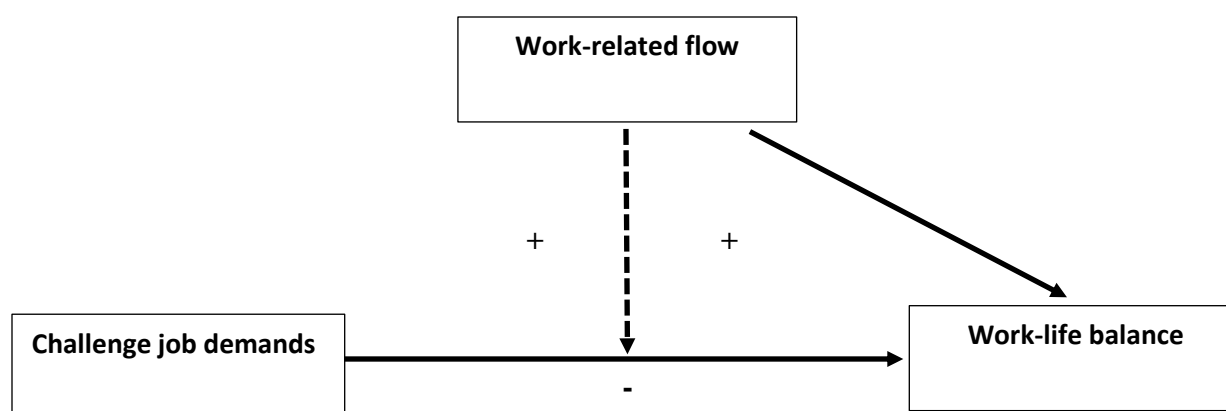 Work-related flow
+ +
Challenge job demands
Work-life balance
-